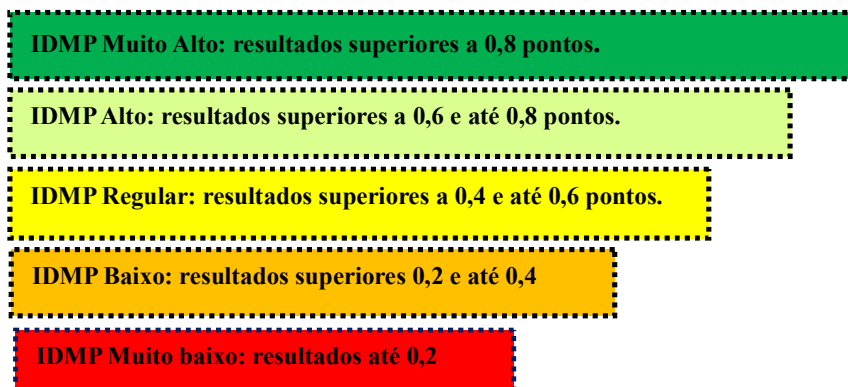 IDMP Muito Alto: resultados superiores a 0,8 pontos.
IDMP Alto: resultados superiores a 0,6 e até 0,8 pontos.
IDMP Regular: resultados superiores a 0,4 e até 0,6 pontos.
IDMP Baixo: resultados superiores 0,2 e até 0,4
IDMP Muito baixo: resultados até 0,2